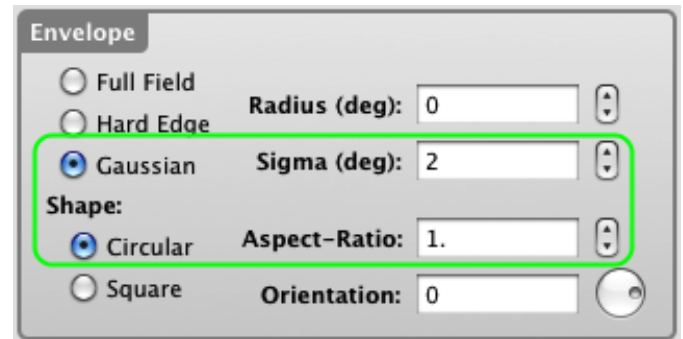 Envelope
Full Field
Hard Edge
Radius (deg): 0
Gaussian
Sigma (deg): 2
Shape:
Circular
Aspect-Ratio: 1.
Square
Orientation: 0